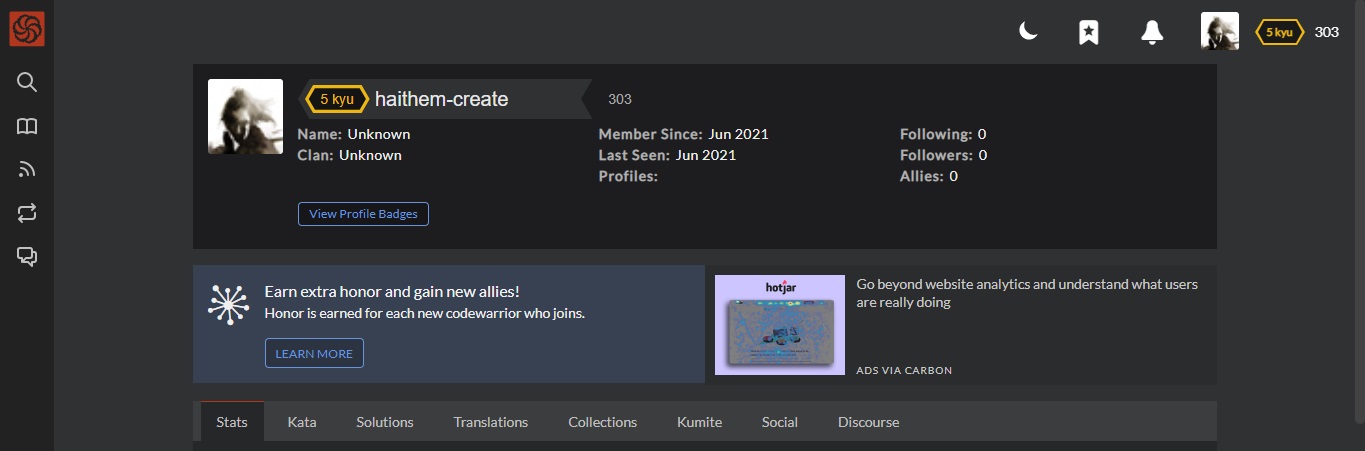 5 kyu 303
5 kyu haithem-create 303
Name: Unknown
Clan: Unknown
Member Since: Jun 2021
Last Seen: Jun 2021
Profiles:
Following: 0
Followers: 0
Allies: 0
View Profile Badges
Earn extra honor and gain new allies!
Honor is earned for each new codewarrior who joins.
LEARN MORE
hotjar
Go beyond website analytics and understand what users
are really doing
ADS VIA CARBON
Stats Kata Solutions Translations Collections Kumite Social Discourse